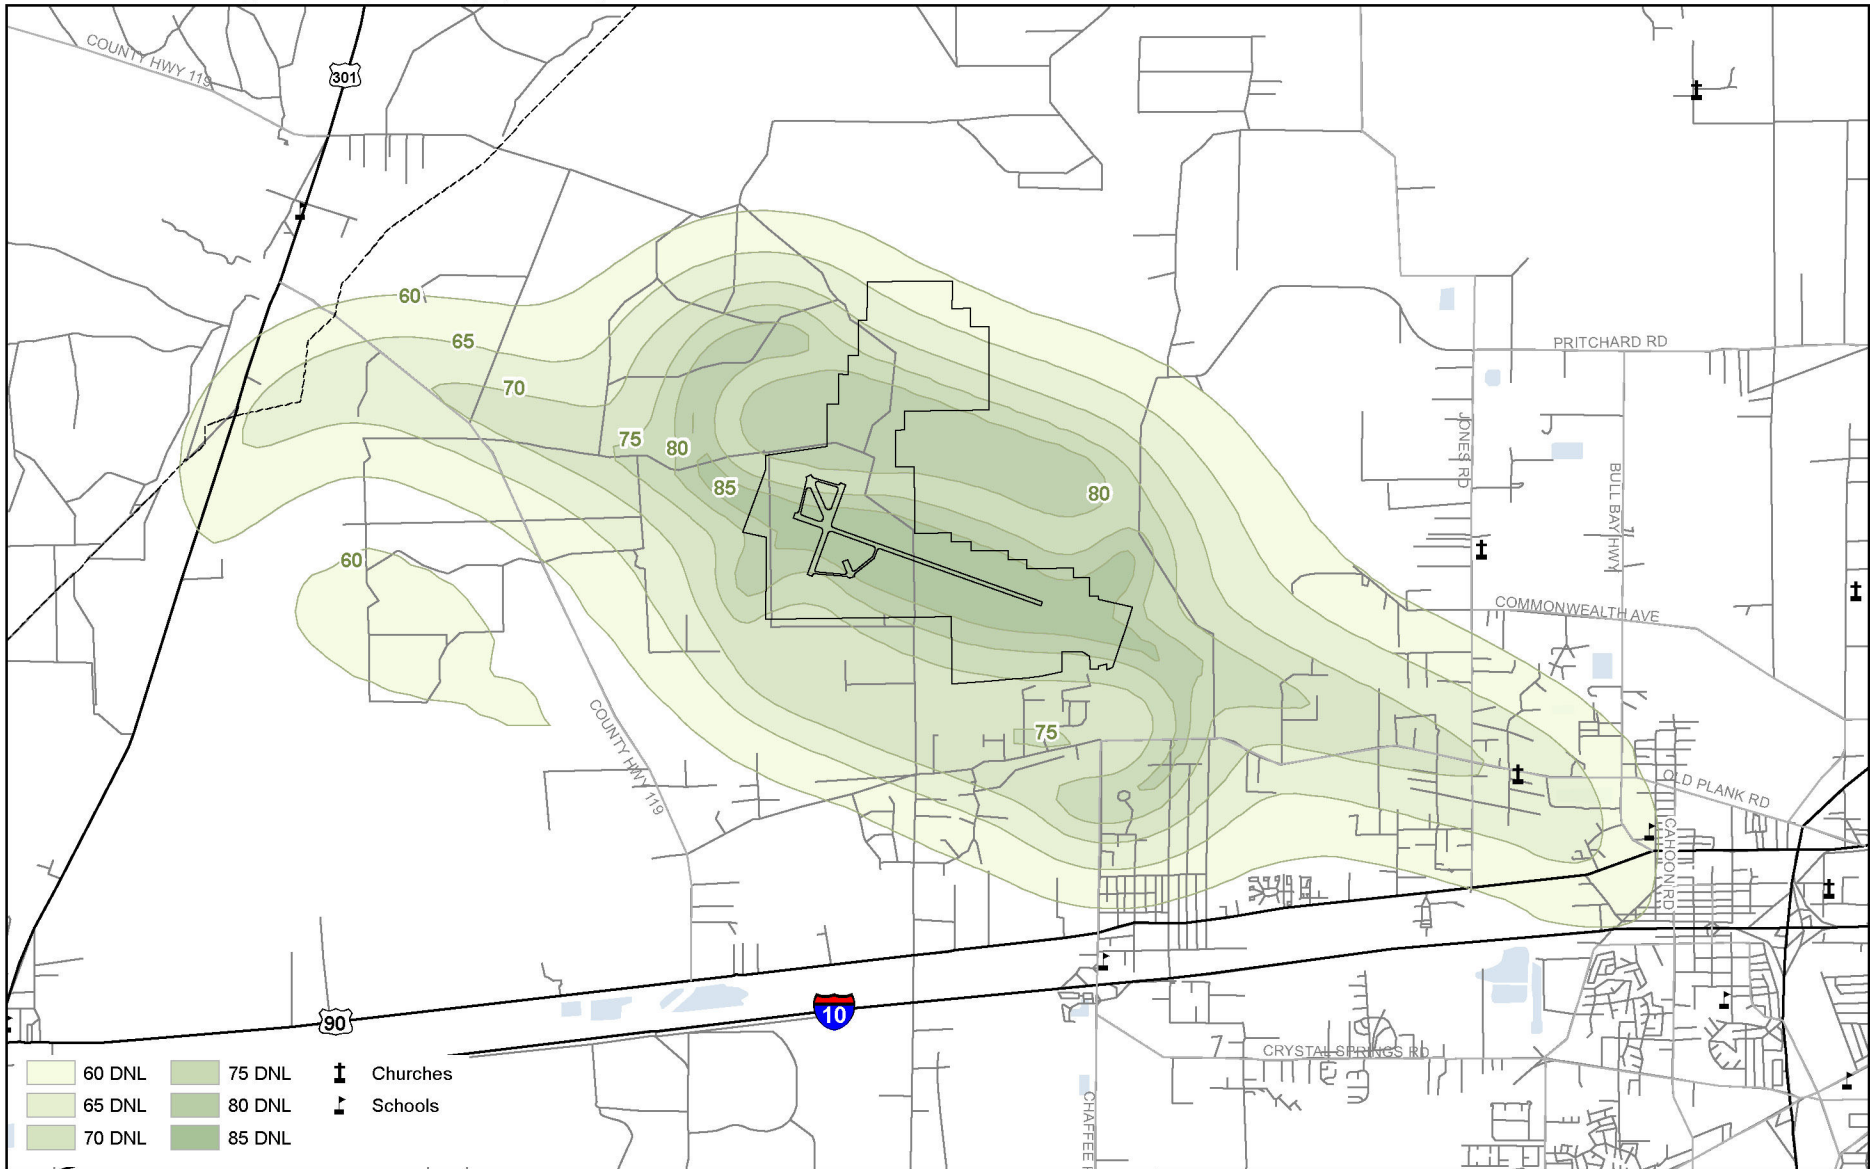 COUNTY HWY 119
301
60
65
70
PRITCHARD RD
75
80
JONES RD
85
80
BULL BAY HWY
60
COMMONWEALTH AVE
COUNTY HWY 119
75
OLD PLANK RD
CAHOON RD
90
10
CRYSTAL SPRINGS RD
CHAFFEE
60 DNL
75 DNL
Churches
65 DNL
80 DNL
Schools
70 DNL
85 DNL